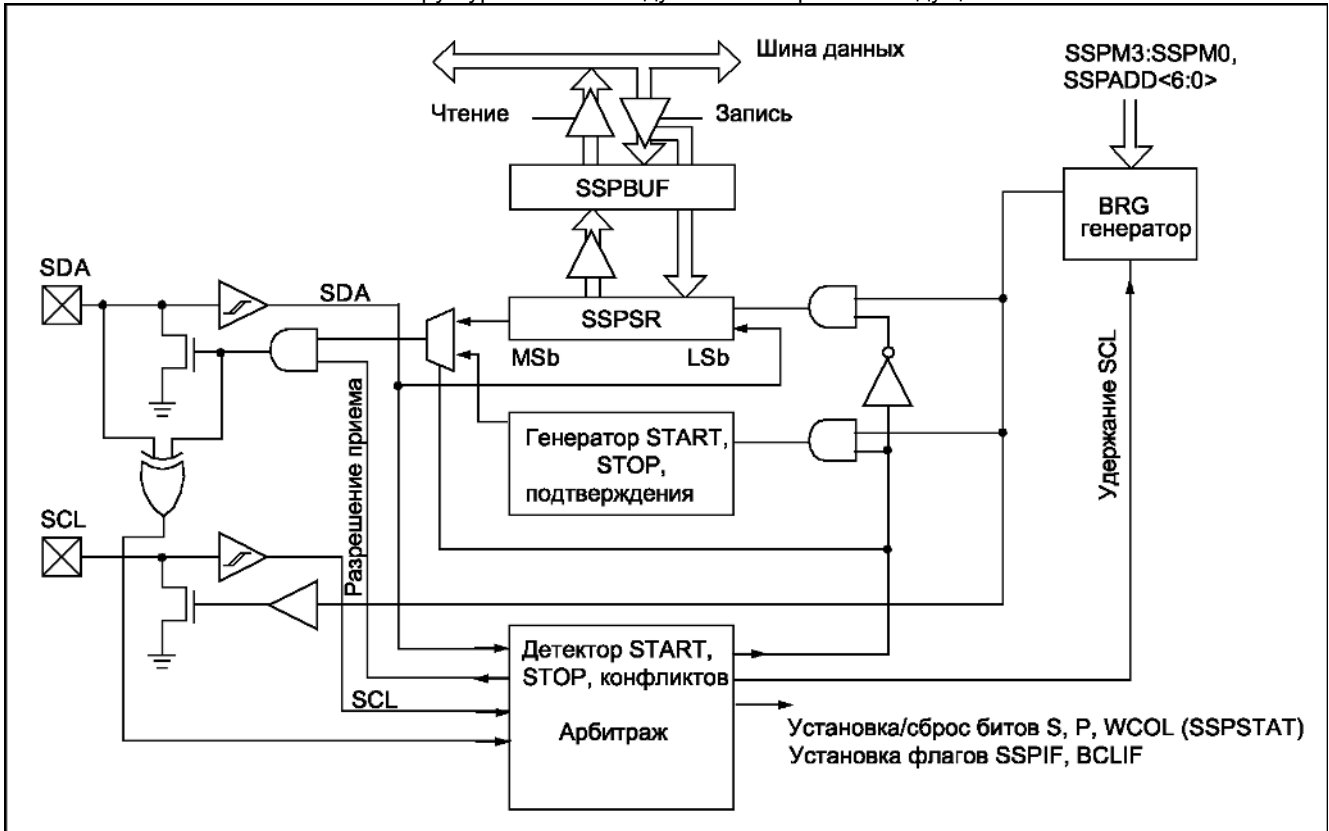 Шина данных
SSPM3:SSPM0,
SSPADD<6:0>
Чтение
Запись
SSPBUF
BRG
генератор
SDA
SDA
SSPSR
MSb
LSb
Разрешение приема
Генератор START,
STOP,
подтверждения
Удержание SCL
SCL
Детектор START,
STOP, конфликтов
SCL
Арбитраж
Установка/сброс битов S, P, WCOL (SSPSTAT)
Установка флагов SSPIF, BCLIF